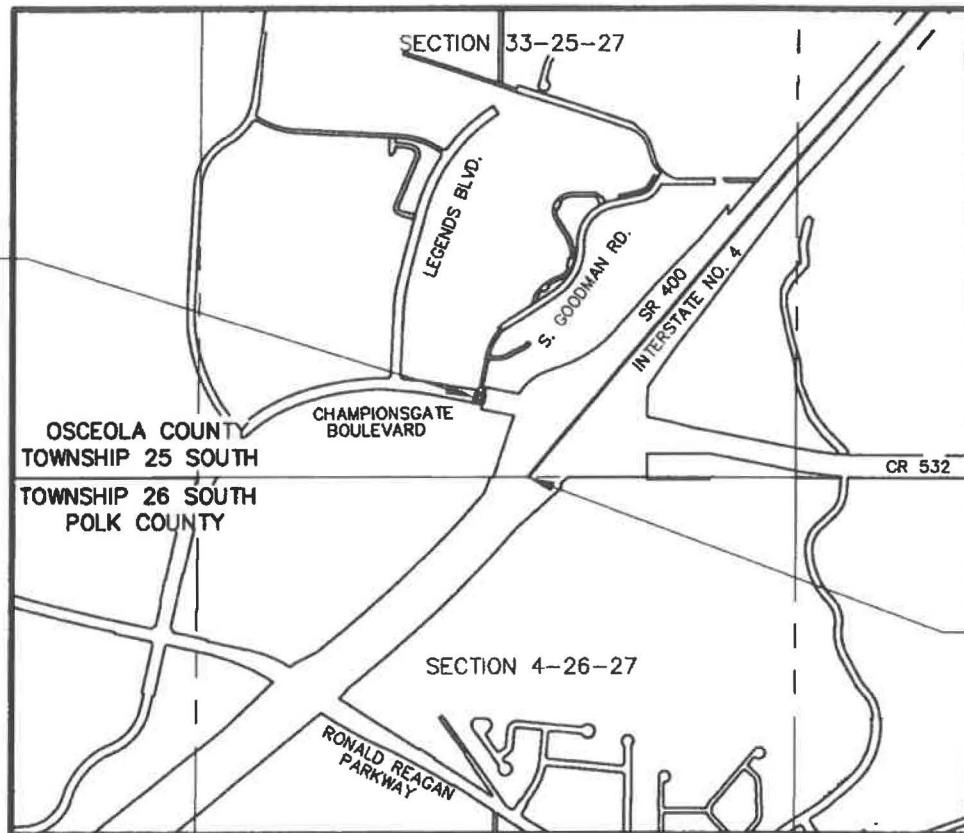 SECTION 33-25-27
LEGENDS BLVD.
S. GOODMAN RD.
SR 400
INTERSTATE NO. 4
CHAMPIONSGATE
BOULEVARD
OSCEOLA COUNTY
TOWNSHIP 25 SOUTH
CR 532
TOWNSHIP 26 SOUTH
POLK COUNTY
SECTION 4-26-27
RONALD REAGAN
PARKWAY